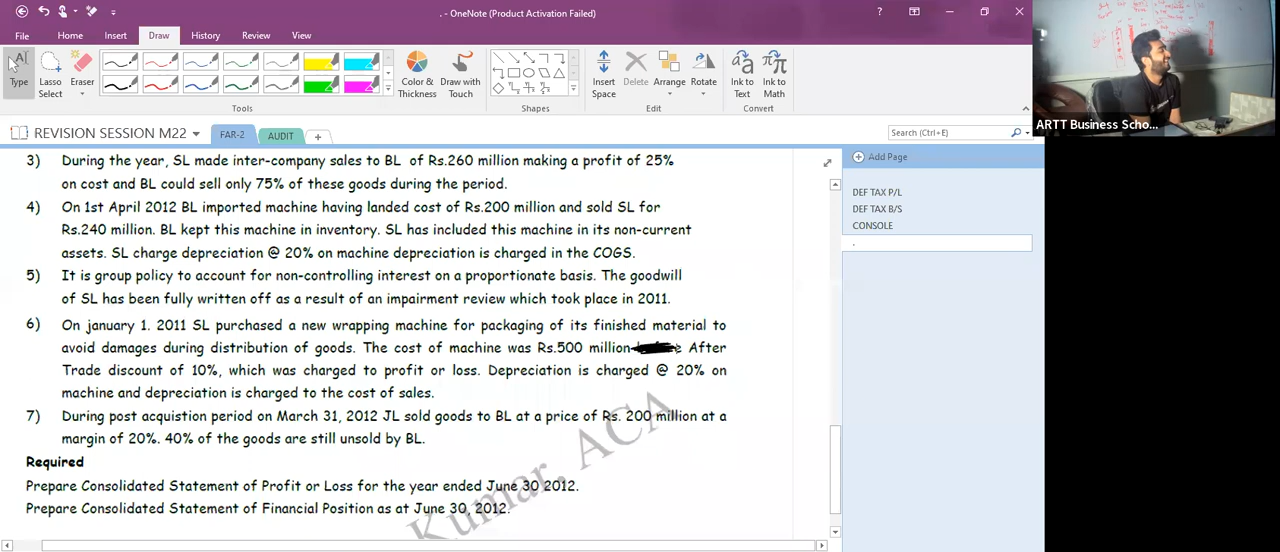 . - OneNote (Product Activation Failed)
File Home Insert Draw History Review View
Type Lasso Select Eraser Color & Thickness Draw with Touch Insert Space Delete Arrange Rotate Ink to Text Ink to Math
Tools Shapes Edit Convert
ARTT Business Scho...
REVISION SESSION M22 FAR-2 AUDIT Search (Ctrl+E)
Add Page
DEF TAX P/L
DEF TAX B/S
CONSOLE
.
3) During the year, SL made inter-company sales to BL of Rs.260 million making a profit of 25%
on cost and BL could sell only 75% of these goods during the period.
4) On 1st April 2012 BL imported machine having landed cost of Rs.200 million and sold SL for
Rs.240 million. BL kept this machine in inventory. SL has included this machine in its non-current
assets. SL charge depreciation @ 20% on machine depreciation is charged in the COGS.
5) It is group policy to account for non-controlling interest on a proportionate basis. The goodwill
of SL has been fully written off as a result of an impairment review which took place in 2011.
6) On january 1. 2011 SL purchased a new wrapping machine for packaging of its finished material to
avoid damages during distribution of goods. The cost of machine was Rs.500 million After
Trade discount of 10%, which was charged to profit or loss. Depreciation is charged @ 20% on
machine and depreciation is charged to the cost of sales.
7) During post acquistion period on March 31, 2012 JL sold goods to BL at a price of Rs. 200 million at a
margin of 20%. 40% of the goods are still unsold by BL.
Required
Prepare Consolidated Statement of Profit or Loss for the year ended June 30 2012.
Prepare Consolidated Statement of Financial Position as at June 30, 2012.
Kumar, ACA